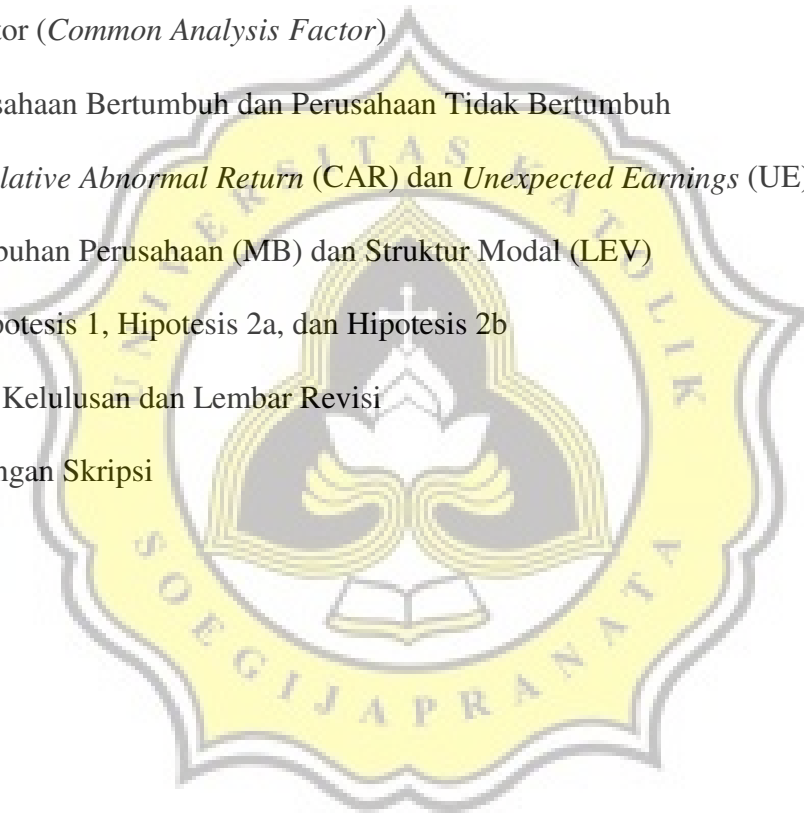 tor (Common Analysis Factor)
sahaan Bertumbuh dan Perusahaan Tidak Bertumbuh
lative Abnormal Return (CAR) dan Unexpected Earnings (UE)
buhan Perusahaan (MB) dan Struktur Modal (LEV)
potesis 1, Hipotesis 2a, dan Hipotesis 2b
Kelulusan dan Lembar Revisi
ngan Skripsi
UNIVERSITAS KATOLIK
SOEGIJAPRANATA